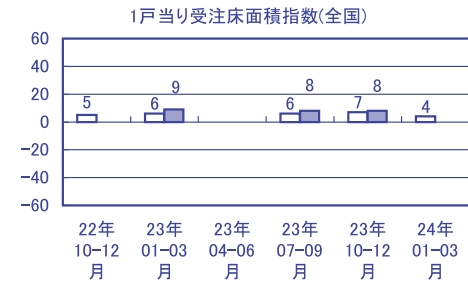 1戸当り受注床面積指数(全国)
60
40
20
0
-20
-40
-60
5
6
9
6
8
7
8
4
22年
10-12
月
23年
01-03
月
23年
04-06
月
23年
07-09
月
23年
10-12
月
24年
01-03
月